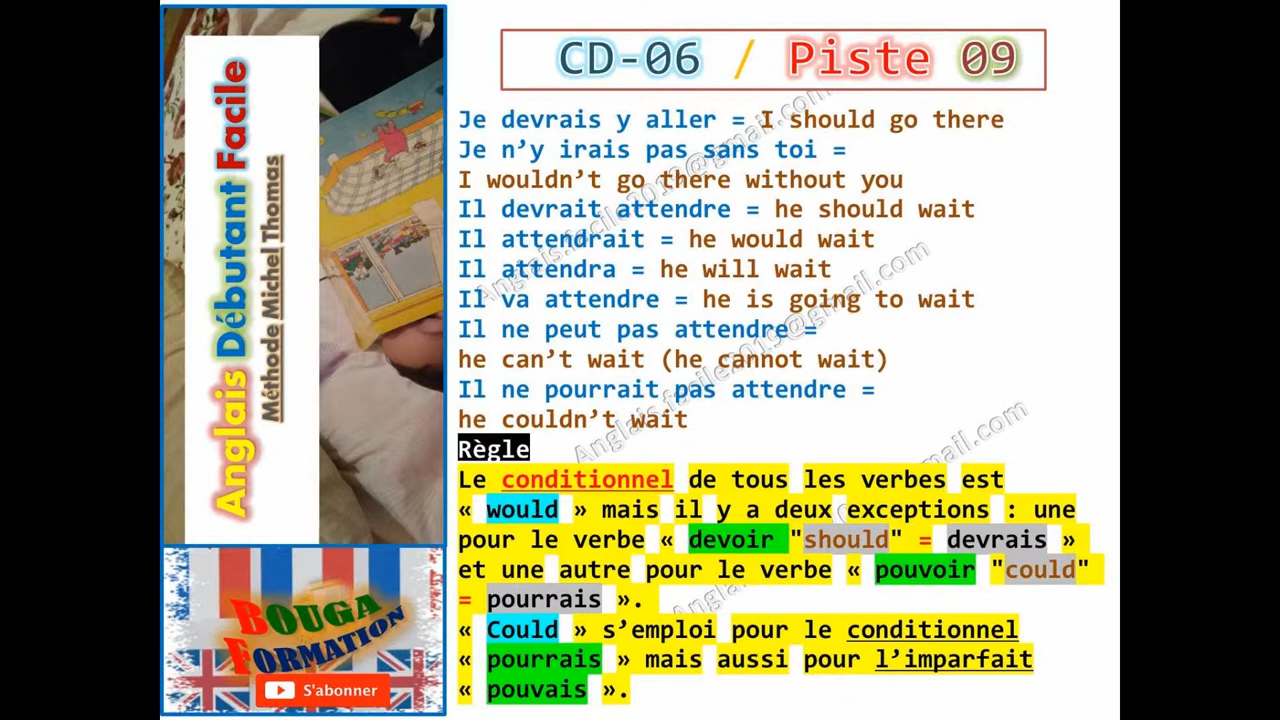 CD-06 / Piste 09
Anglais Débutant Facile
Méthode Michel Thomas
Je devrais y aller = I should go there
Je n’y irais pas sans toi =
I wouldn’t go there without you
Il devrait attendre = he should wait
Il attendrait = he would wait
Il attendra = he will wait
Il va attendre = he is going to wait
Il ne peut pas attendre =
he can’t wait (he cannot wait)
Il ne pourrait pas attendre =
he couldn’t wait
Règle
Le conditionnel de tous les verbes est
« would » mais il y a deux exceptions : une
pour le verbe « devoir "should" = devrais »
et une autre pour le verbe « pouvoir "could"
= pourrais ».
« Could » s’emploi pour le conditionnel
« pourrais » mais aussi pour l’imparfait
« pouvais ».
BOUGA
FORMATION
S'abonner